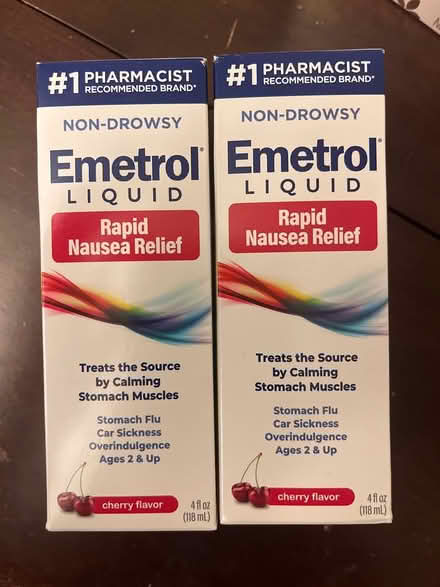 #1 PHARMACIST
RECOMMENDED BRAND*
NON-DROWSY
Emetrol®
LIQUID
Rapid
Nausea Relief
Treats the Source
by Calming
Stomach Muscles
Stomach Flu
Car Sickness
Overindulgence
Ages 2 & Up
cherry flavor
4 fl oz
(118 mL)
#1 PHARMACIST
RECOMMENDED BRAND*
NON-DROWSY
Emetrol®
LIQUID
Rapid
Nausea Relief
Treats the Source
by Calming
Stomach Muscles
Stomach Flu
Car Sickness
Overindulgence
Ages 2 & Up
cherry flavor
4 fl oz
(118 mL)